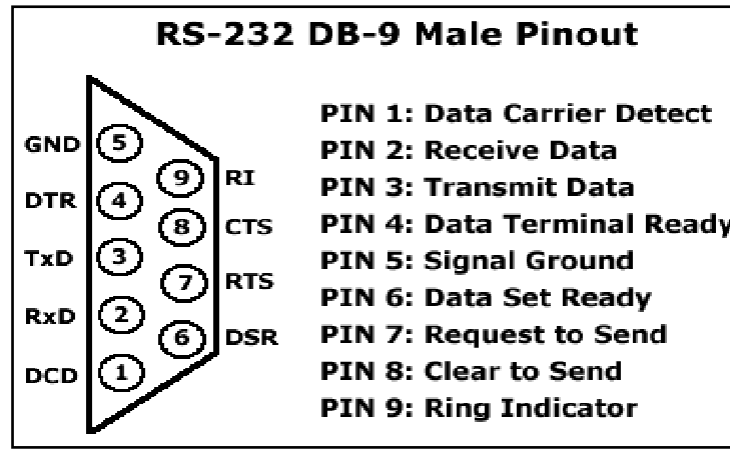 RS-232 DB-9 Male Pinout
GND
5
9
RI
DTR
4
8
CTS
TxD
3
7
RTS
RxD
2
6
DSR
DCD
1
PIN 1: Data Carrier Detect
PIN 2: Receive Data
PIN 3: Transmit Data
PIN 4: Data Terminal Ready
PIN 5: Signal Ground
PIN 6: Data Set Ready
PIN 7: Request to Send
PIN 8: Clear to Send
PIN 9: Ring Indicator